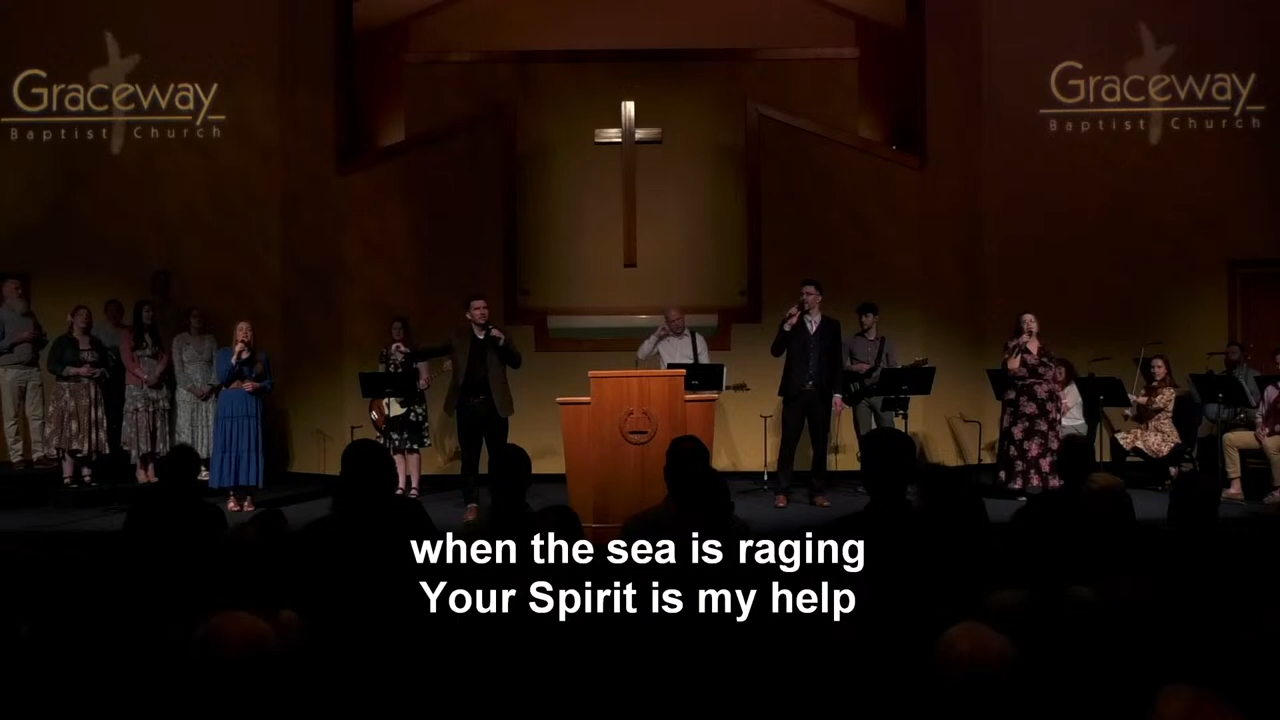 Graceway
Baptist Church
Graceway
Baptist Church
when the sea is raging
Your Spirit is my help